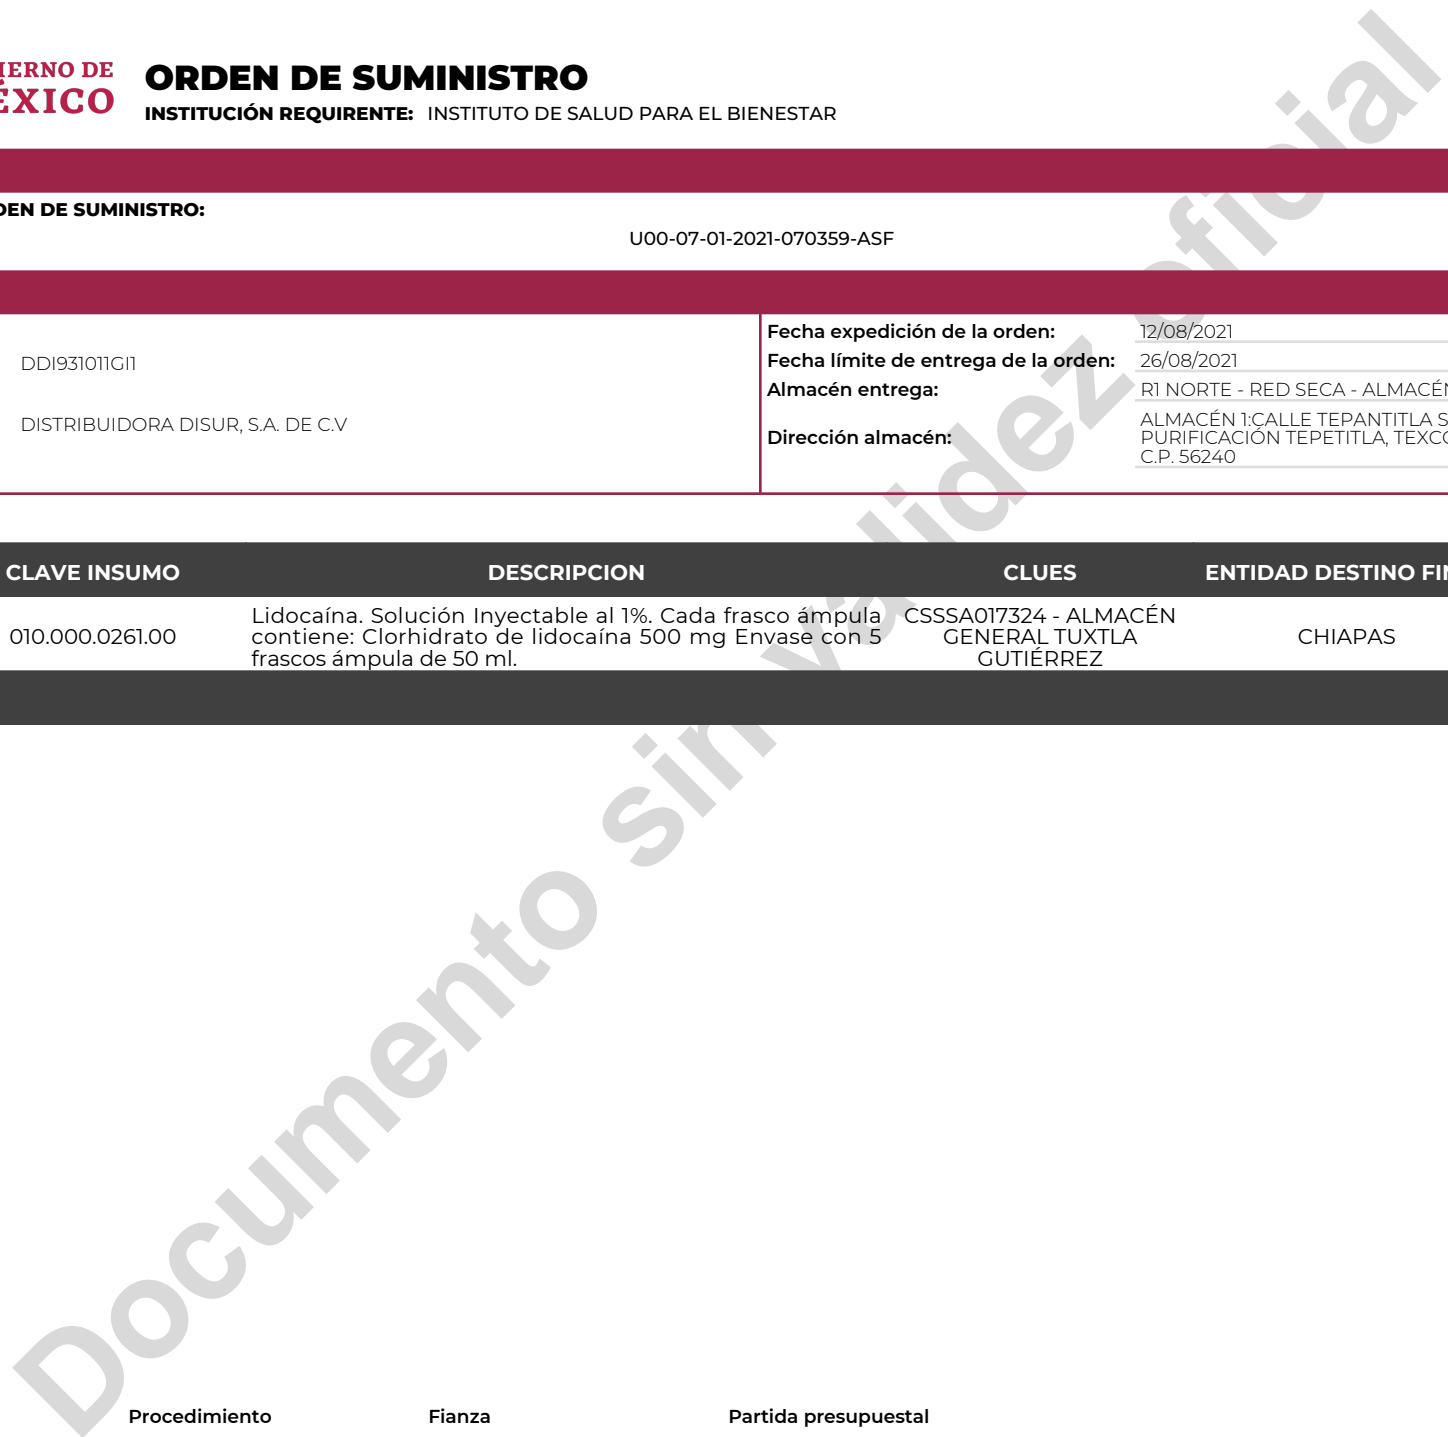 IERNO DE
ÉXICO
ORDEN DE SUMINISTRO
INSTITUCIÓN REQUIRENTE: INSTITUTO DE SALUD PARA EL BIENESTAR
DEN DE SUMINISTRO:
U00-07-01-2021-070359-ASF
DDI931011GI1
DISTRIBUIDORA DISUR, S.A. DE C.V
Fecha expedición de la orden: 12/08/2021
Fecha límite de entrega de la orden: 26/08/2021
Almacén entrega: R1 NORTE - RED SECA - ALMACÉN
Dirección almacén:
ALMACÉN 1:CALLE TEPANTITLA S
PURIFICACIÓN TEPETITLA, TEXCO
C.P. 56240
CLAVE INSUMO DESCRIPCION CLUES ENTIDAD DESTINO FIN
010.000.0261.00
Lidocaína. Solución Inyectable al 1%. Cada frasco ámpula
contiene: Clorhidrato de lidocaína 500 mg Envase con 5
frascos ámpula de 50 ml.
CSSSA017324 - ALMACÉN
GENERAL TUXTLA
GUTIÉRREZ
CHIAPAS
Documento sin validez oficial
Procedimiento Fianza Partida presupuestal